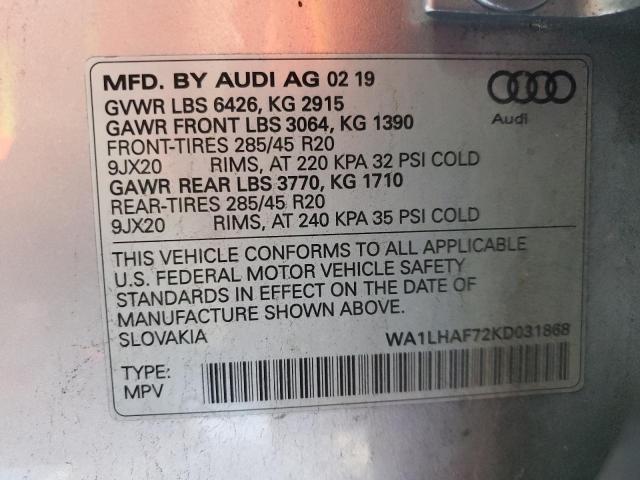 MFD. BY AUDI AG 02 19
GVWR LBS 6426, KG 2915
GAWR FRONT LBS 3064, KG 1390
FRONT-TIRES 285/45 R20
9JX20 RIMS, AT 220 KPA 32 PSI COLD
GAWR REAR LBS 3770, KG 1710
REAR-TIRES 285/45 R20
9JX20 RIMS, AT 240 KPA 35 PSI COLD
Audi
THIS VEHICLE CONFORMS TO ALL APPLICABLE
U.S. FEDERAL MOTOR VEHICLE SAFETY
STANDARDS IN EFFECT ON THE DATE OF
MANUFACTURE SHOWN ABOVE.
SLOVAKIA WA1LHAF72KD031868
TYPE:
MPV